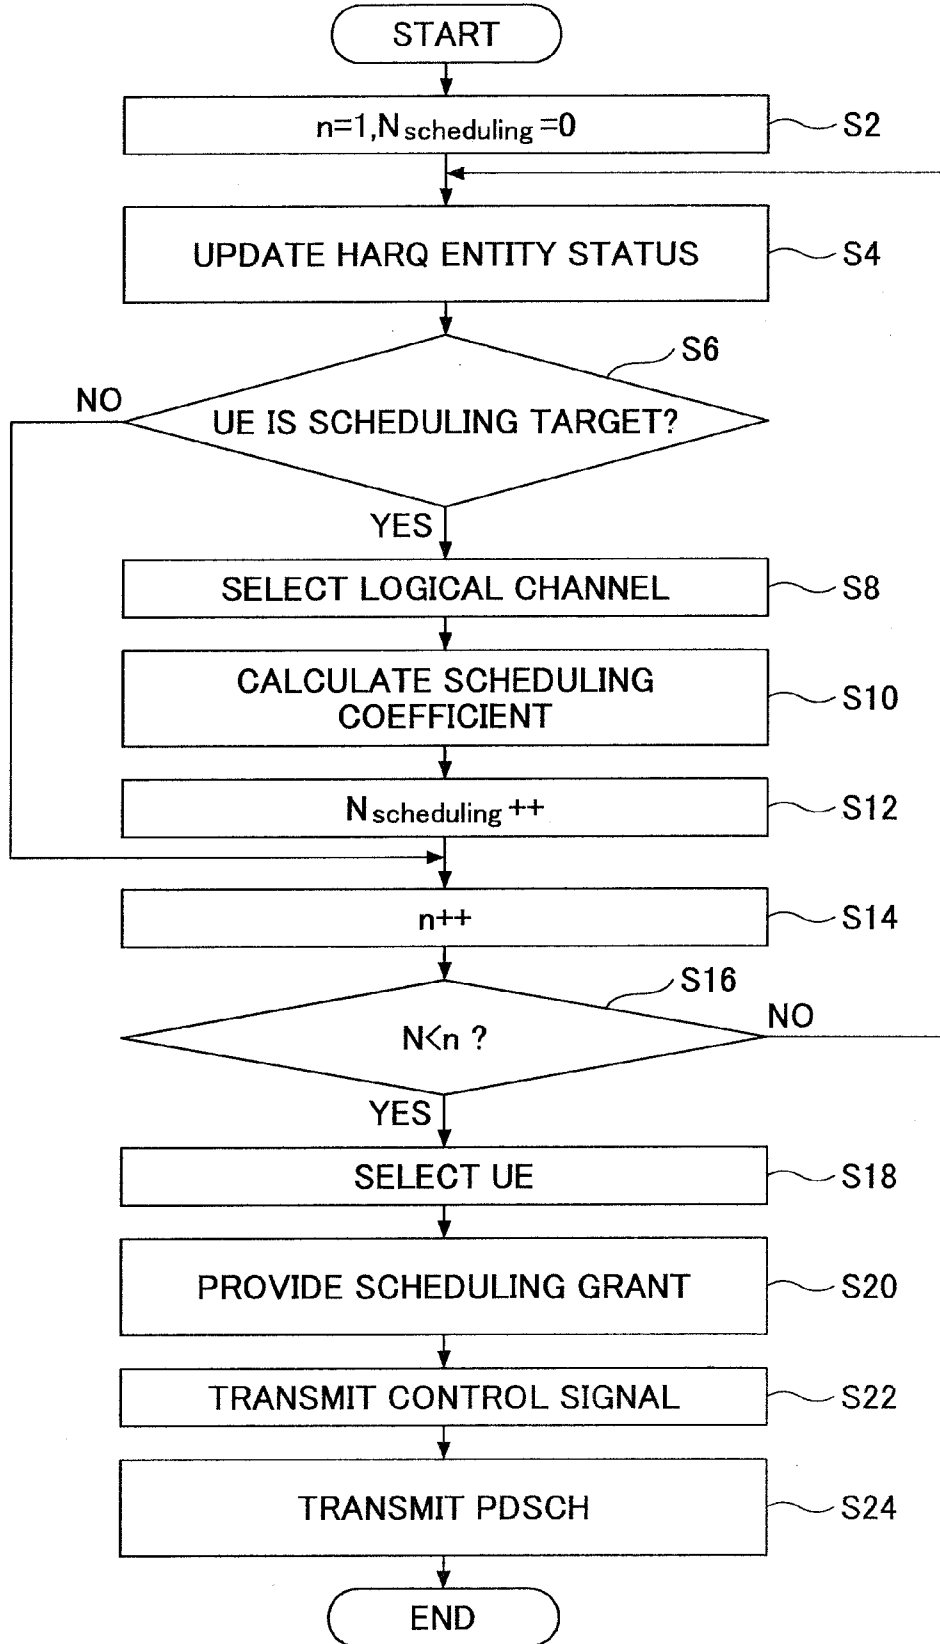 START
n=1,Nscheduling=0
S2
UPDATE HARQ ENTITY STATUS
S4
S6
NO
UE IS SCHEDULING TARGET?
YES
SELECT LOGICAL CHANNEL
S8
CALCULATE SCHEDULING
COEFFICIENT
S10
Nscheduling++
S12
n++
S14
S16
N<n ?
NO
YES
SELECT UE
S18
PROVIDE SCHEDULING GRANT
S20
TRANSMIT CONTROL SIGNAL
S22
TRANSMIT PDSCH
S24
END